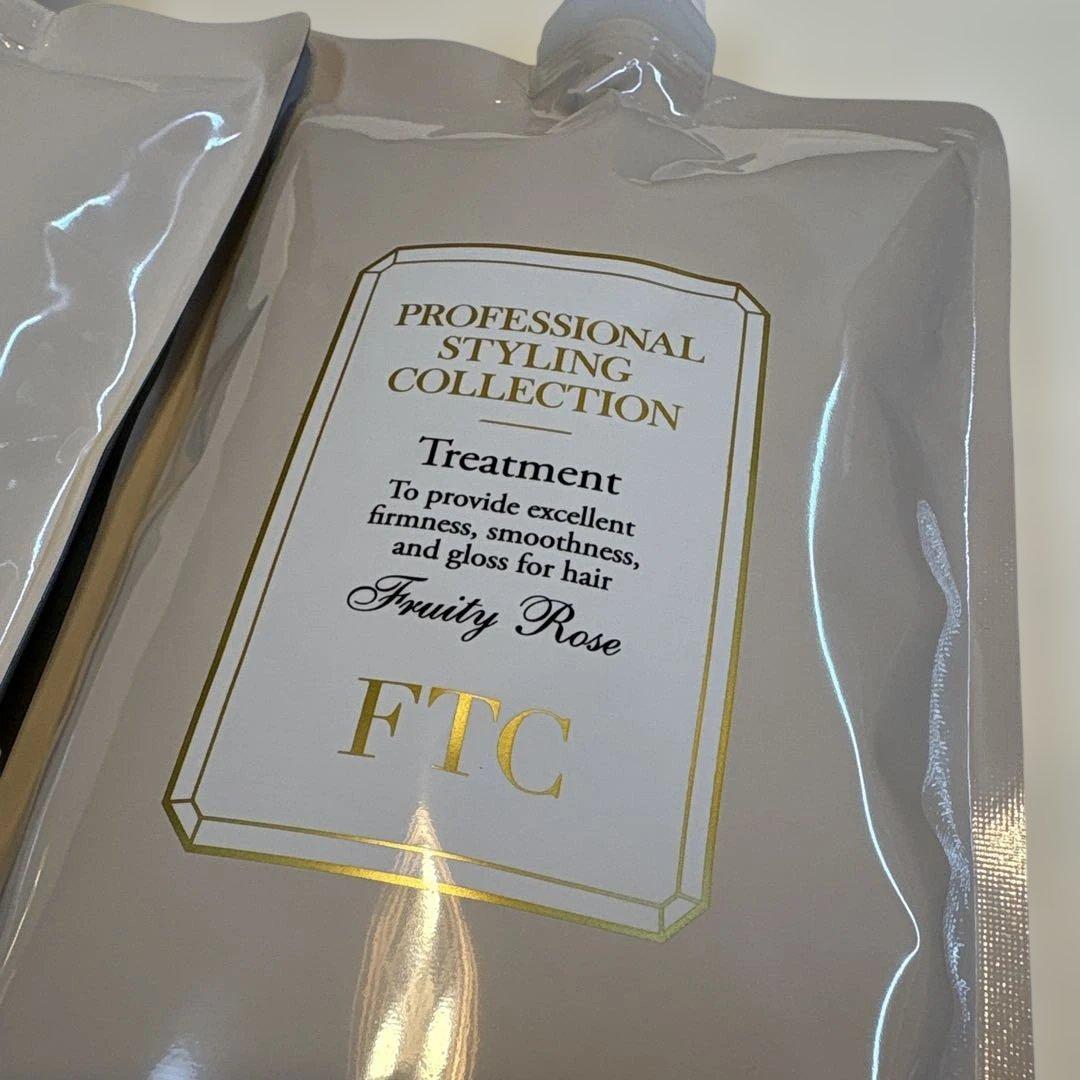 PROFESSIONAL
STYLING
COLLECTION
Treatment
To provide excellent
firmness, smoothness,
and gloss for hair
Fruity Rose
FTC